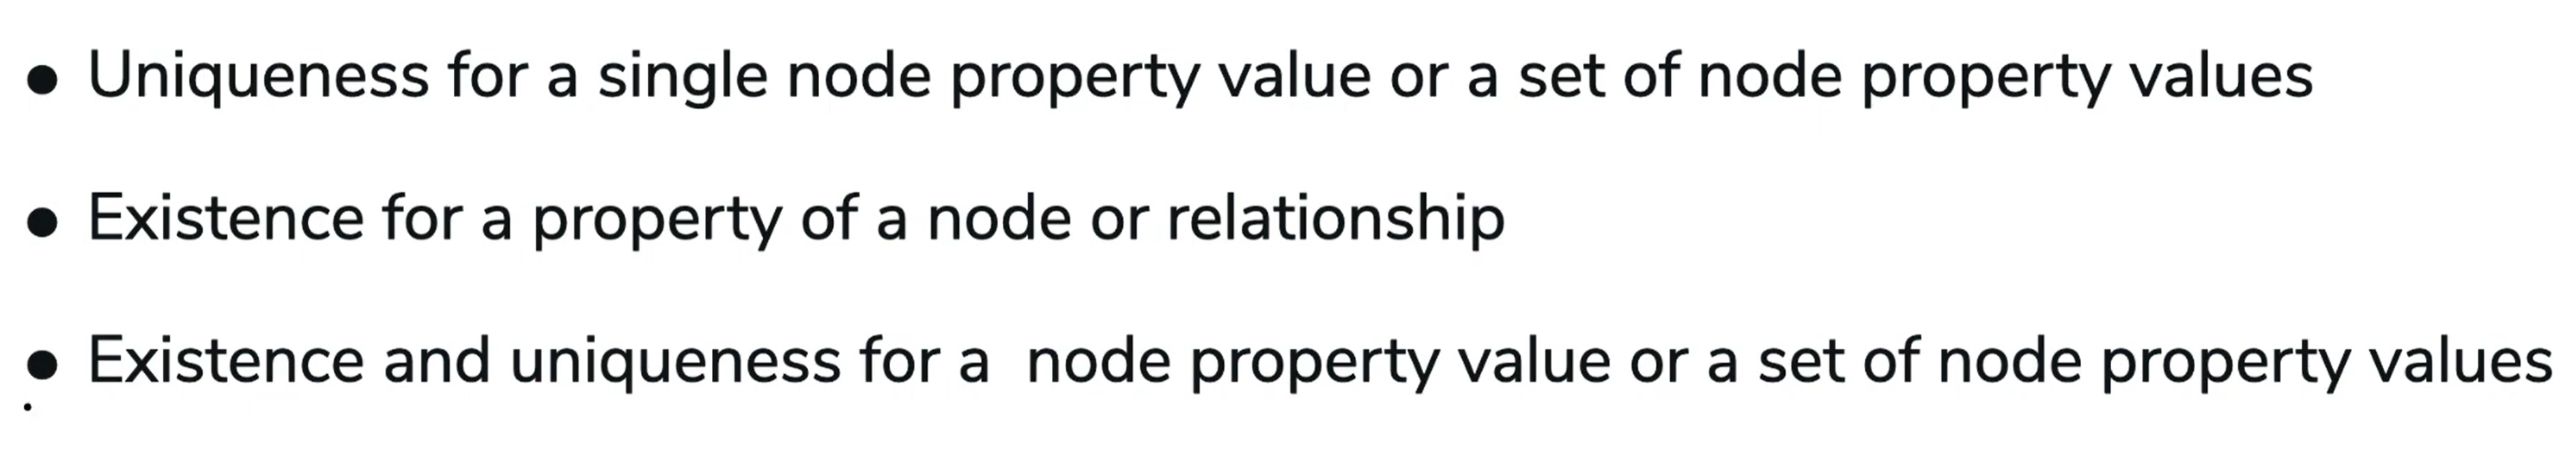 ● Uniqueness for a single node property value or a set of node property values
● Existence for a property of a node or relationship
● Existence and uniqueness for a  node property value or a set of node property values
.